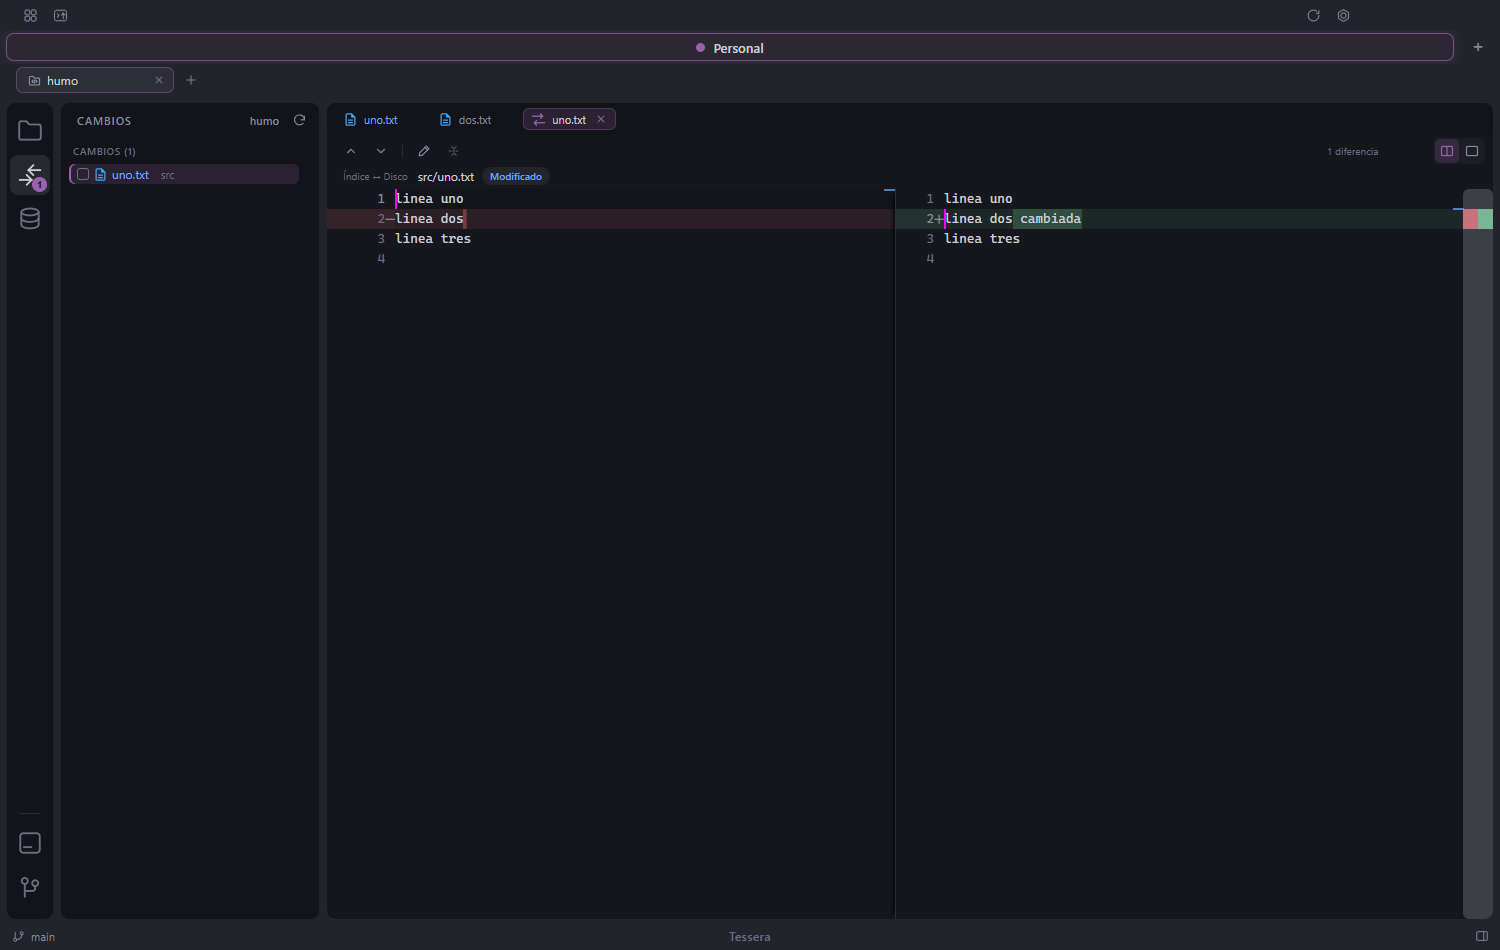 Personal
humo
CAMBIOS humo
CAMBIOS (1)
uno.txt src
1
uno.txt dos.txt uno.txt
1 diferencia
Índice ↔ Disco src/uno.txt Modificado
1 linea uno
2 — linea dos
3 linea tres
4
1 linea uno
2 + linea dos cambiada
3 linea tres
4
main
Tessera